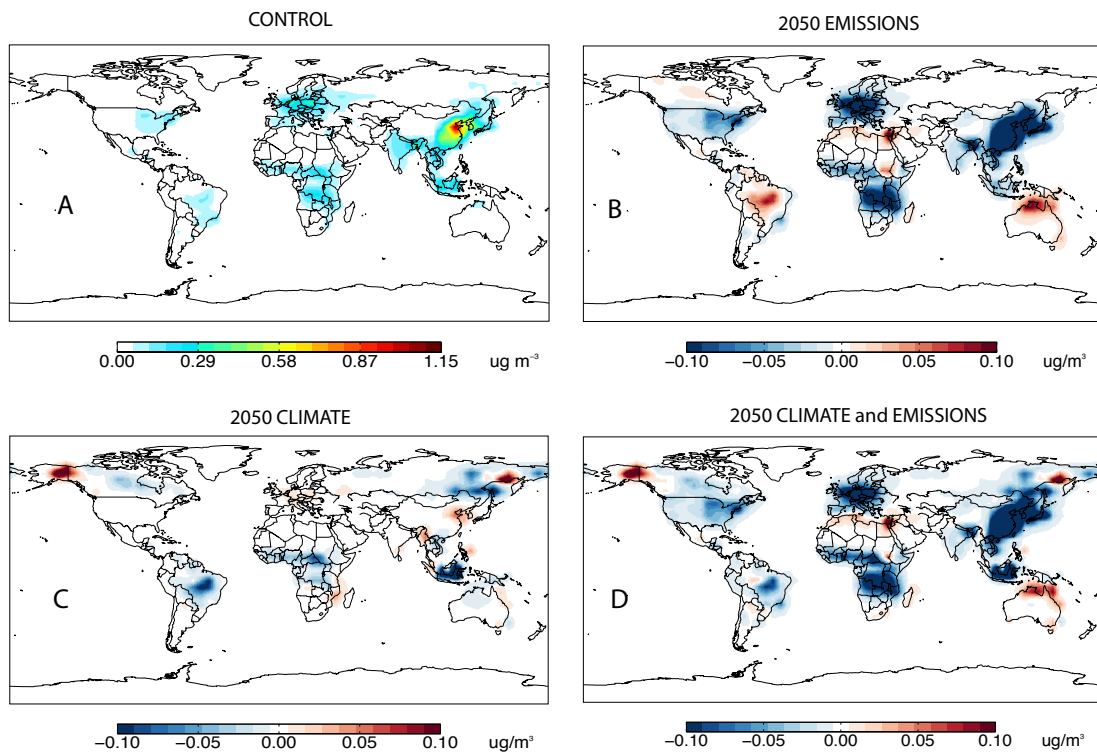 CONTROL
2050 EMISSIONS
A
B
0.00 0.29 0.58 0.87 1.15 ug m⁻³
−0.10 −0.05 0.00 0.05 0.10 ug/m³
2050 CLIMATE
2050 CLIMATE and EMISSIONS
C
D
−0.10 −0.05 0.00 0.05 0.10 ug/m³
−0.10 −0.05 0.00 0.05 0.10 ug/m³